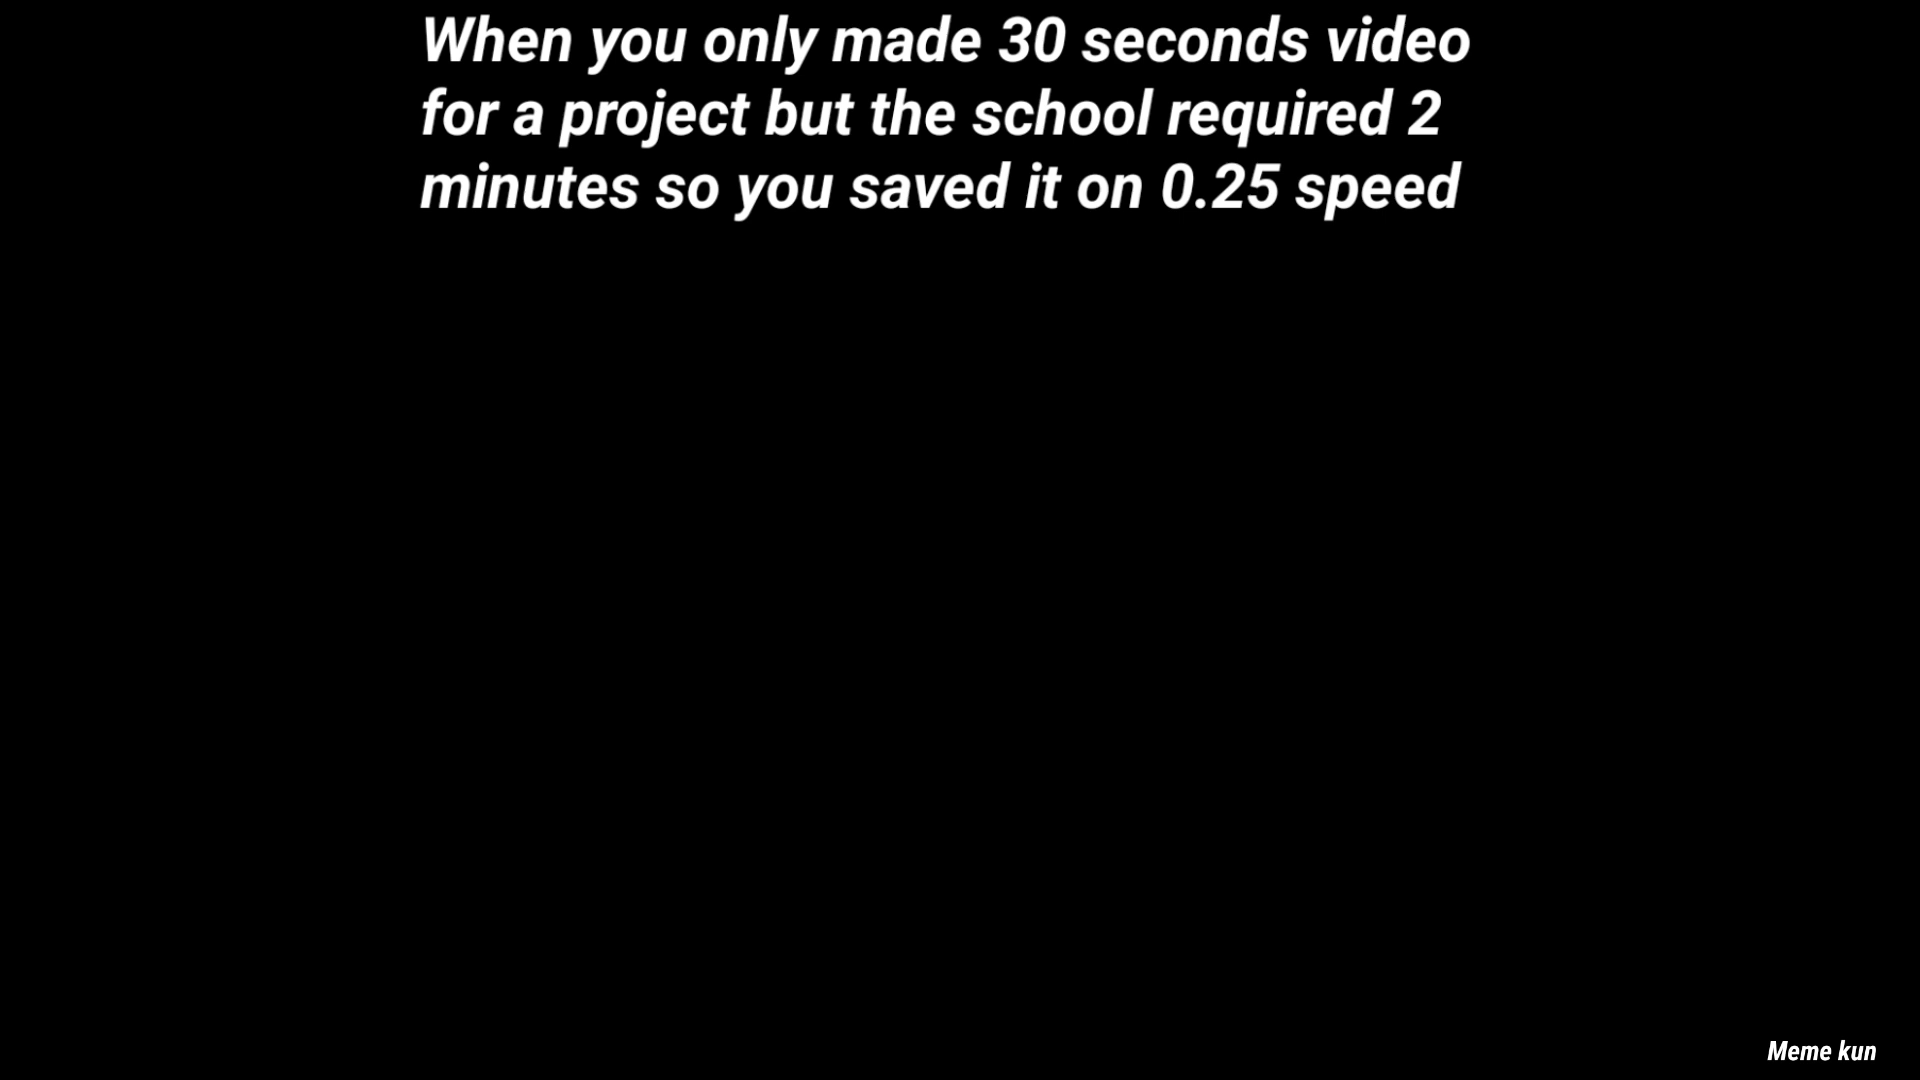 When you only made 30 seconds video
for a project but the school required 2
minutes so you saved it on 0.25 speed
Meme kun